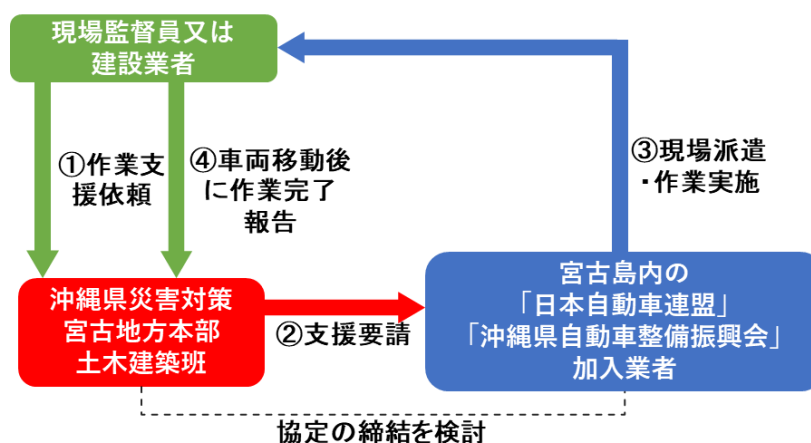 現場監督員又は
建設業者
①作業支
援依頼
④車両移動後
に作業完了
報告
③現場派遣
・作業実施
沖縄県災害対策
宮古地方本部
土木建築班
②支援要請
宮古島内の
「日本自動車連盟」
「沖縄県自動車整備振興会」
加入業者
協定の締結を検討